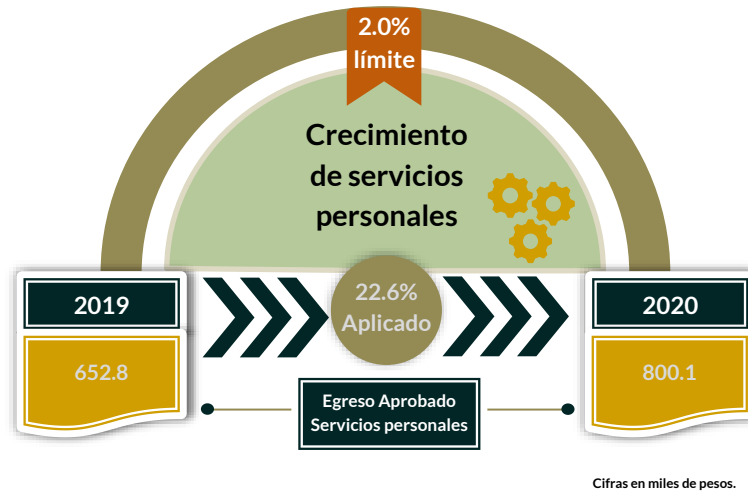 2.0%
límite
Crecimiento
de servicios
personales
2019
22.6%
Aplicado
2020
652.8
800.1
Egreso Aprobado
Servicios personales
Cifras en miles de pesos.